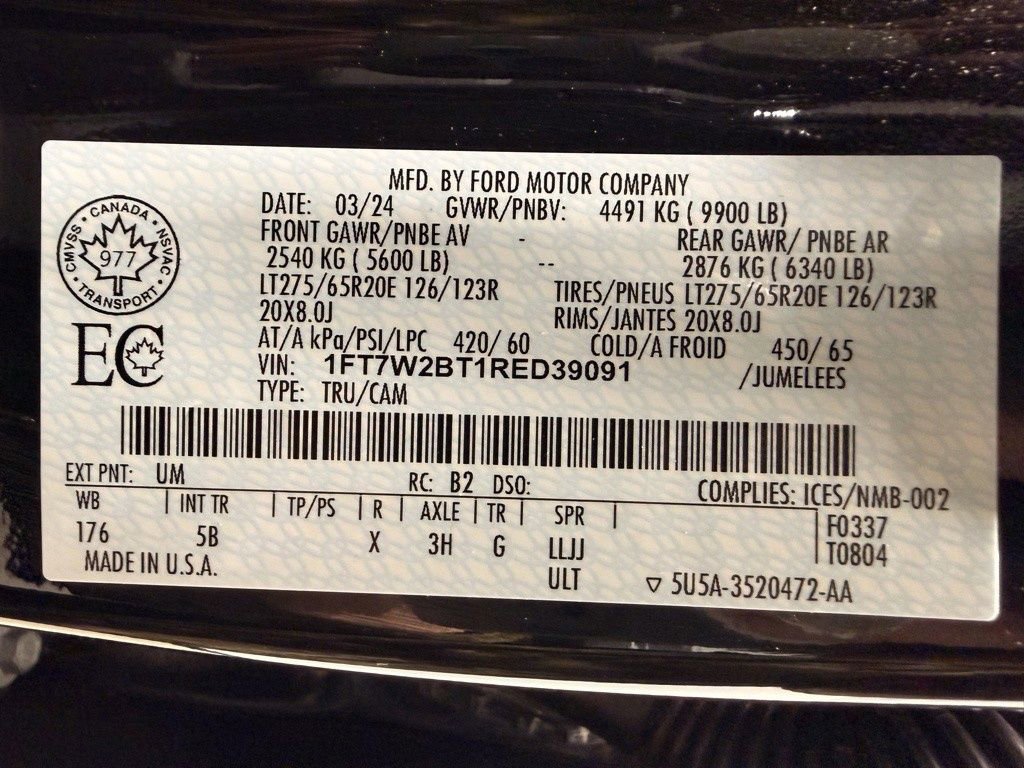 MFD. BY FORD MOTOR COMPANY
DATE: 03/24 GVWR/PNBV: 4491 KG ( 9900 LB)
FRONT GAWR/PNBE AV - REAR GAWR/ PNBE AR
2540 KG ( 5600 LB) -- 2876 KG ( 6340 LB)
LT275/65R20E 126/123R TIRES/PNEUS LT275/65R20E 126/123R
20X8.0J RIMS/JANTES 20X8.0J
AT/A kPa/PSI/LPC 420/ 60 COLD/A FROID 450/ 65
VIN: 1FT7W2BT1RED39091 /JUMELEES
TYPE: TRU/CAM
CANADA • NSVAC • TRANSPORT • CMVSS •
977
EC
EXT PNT: UM RC: B2 DSO: COMPLIES: ICES/NMB-002
WB | INT TR | TP/PS | R | AXLE | TR | SPR | F0337
176 5B X 3H G LLJJ T0804
MADE IN U.S.A. ULT ▽ 5U5A-3520472-AA